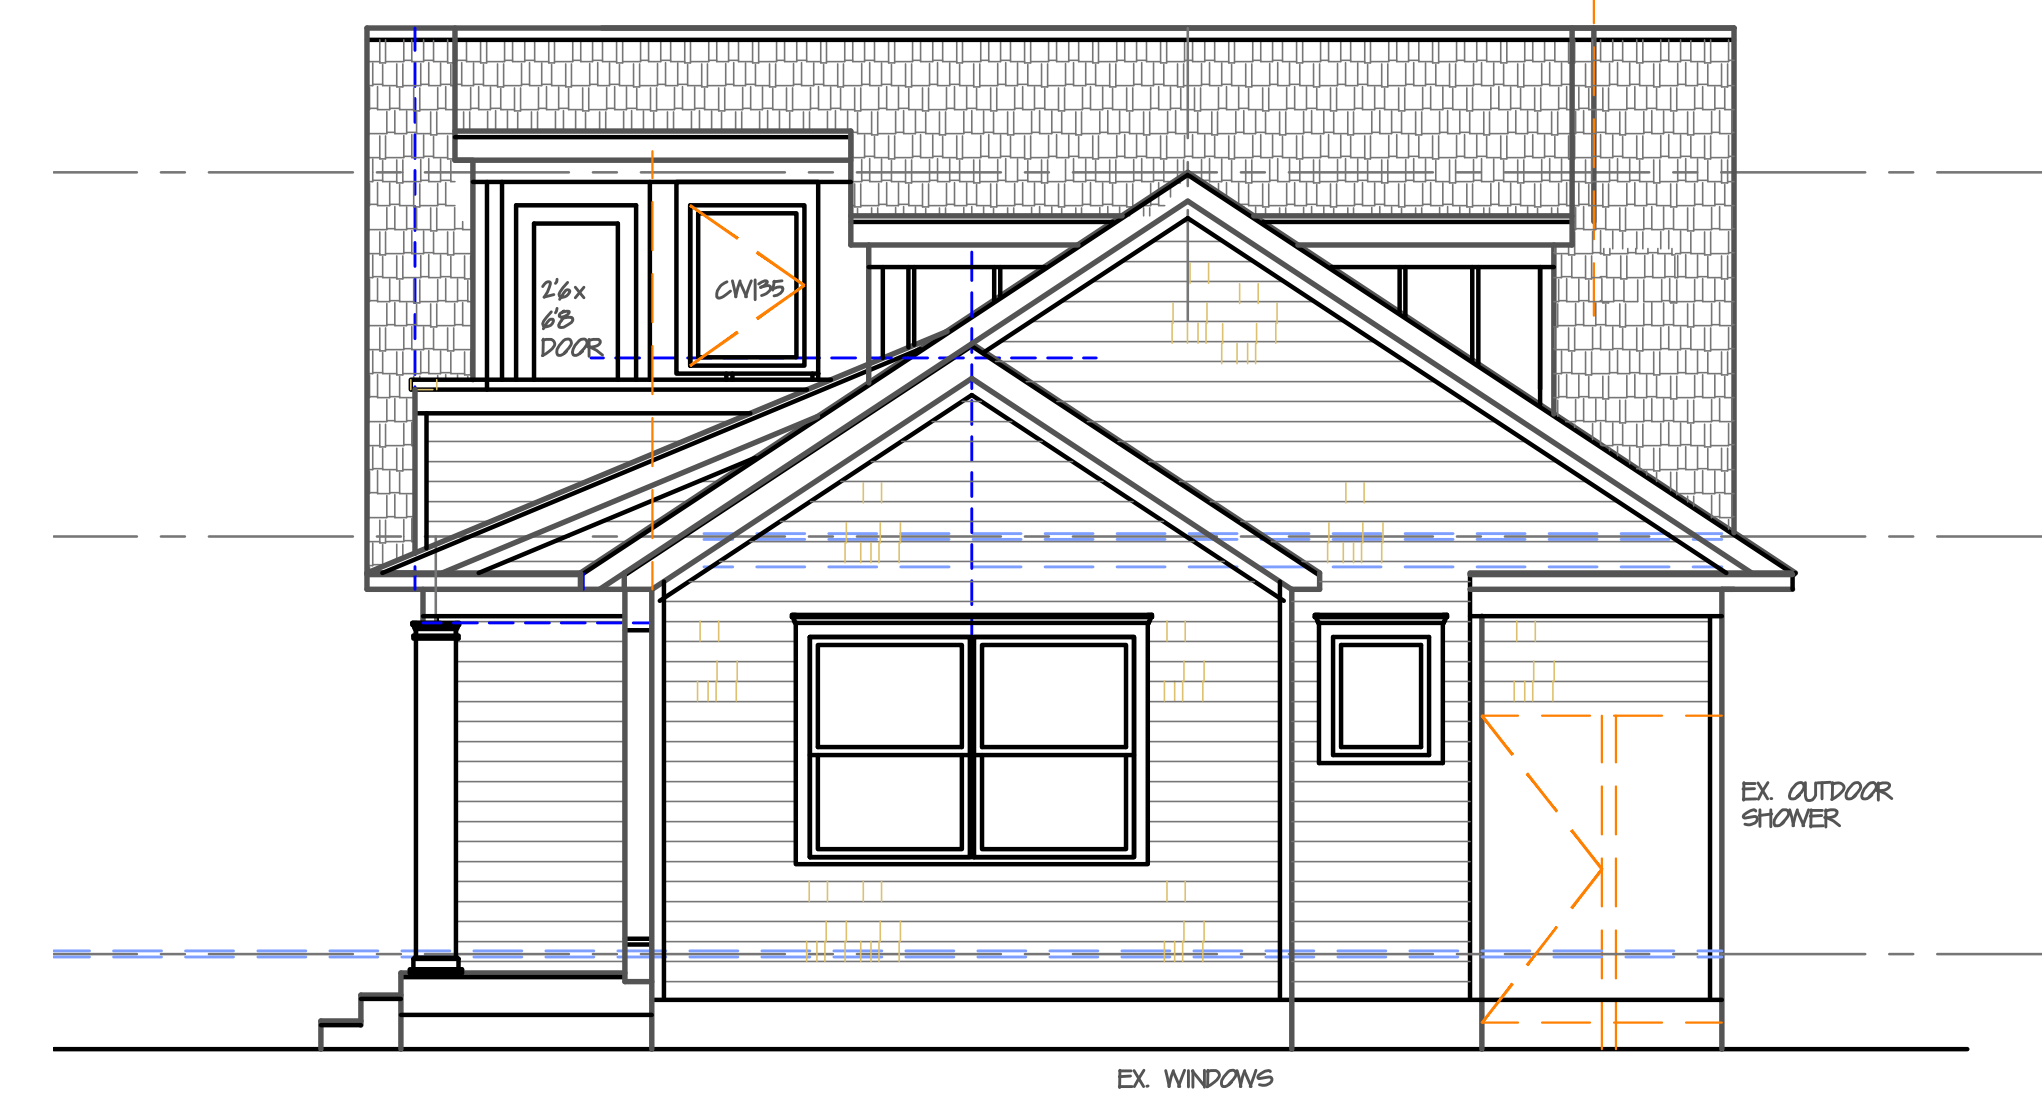 2'6x
6'8
DOOR
CW135
EX. OUTDOOR
SHOWER
EX. WINDOWS